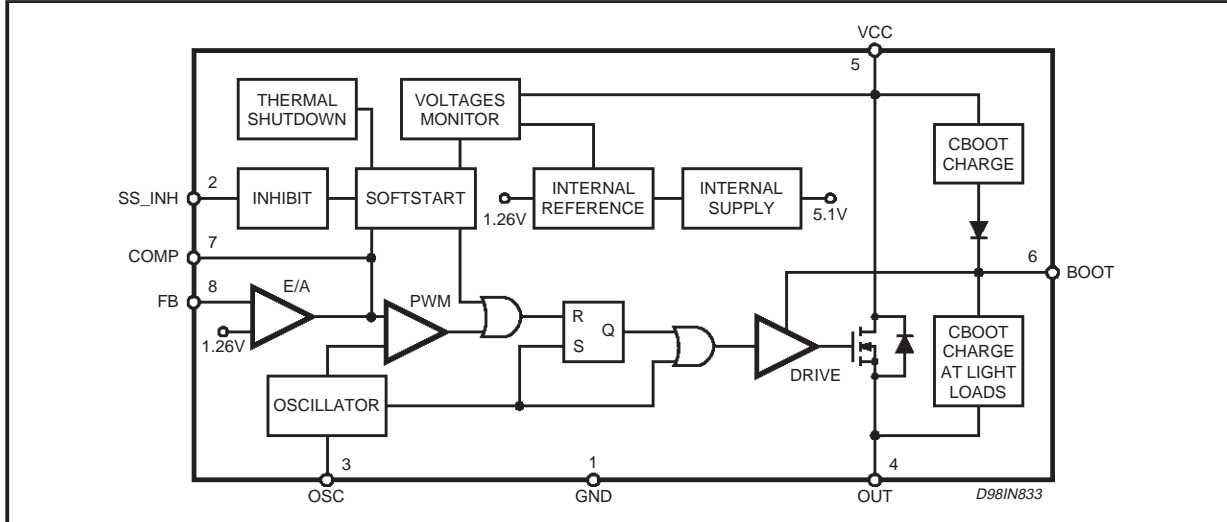 VCC
5
THERMAL
SHUTDOWN
VOLTAGES
MONITOR
CBOOT
CHARGE
SS_INH
2
INHIBIT
SOFTSTART
1.26V
INTERNAL
REFERENCE
INTERNAL
SUPPLY
5.1V
COMP
7
6
BOOT
FB
8
E/A
PWM
1.26V
R
S
Q
DRIVE
CBOOT
CHARGE
AT LIGHT
LOADS
OSCILLATOR
3
OSC
1
GND
4
OUT
D98IN833